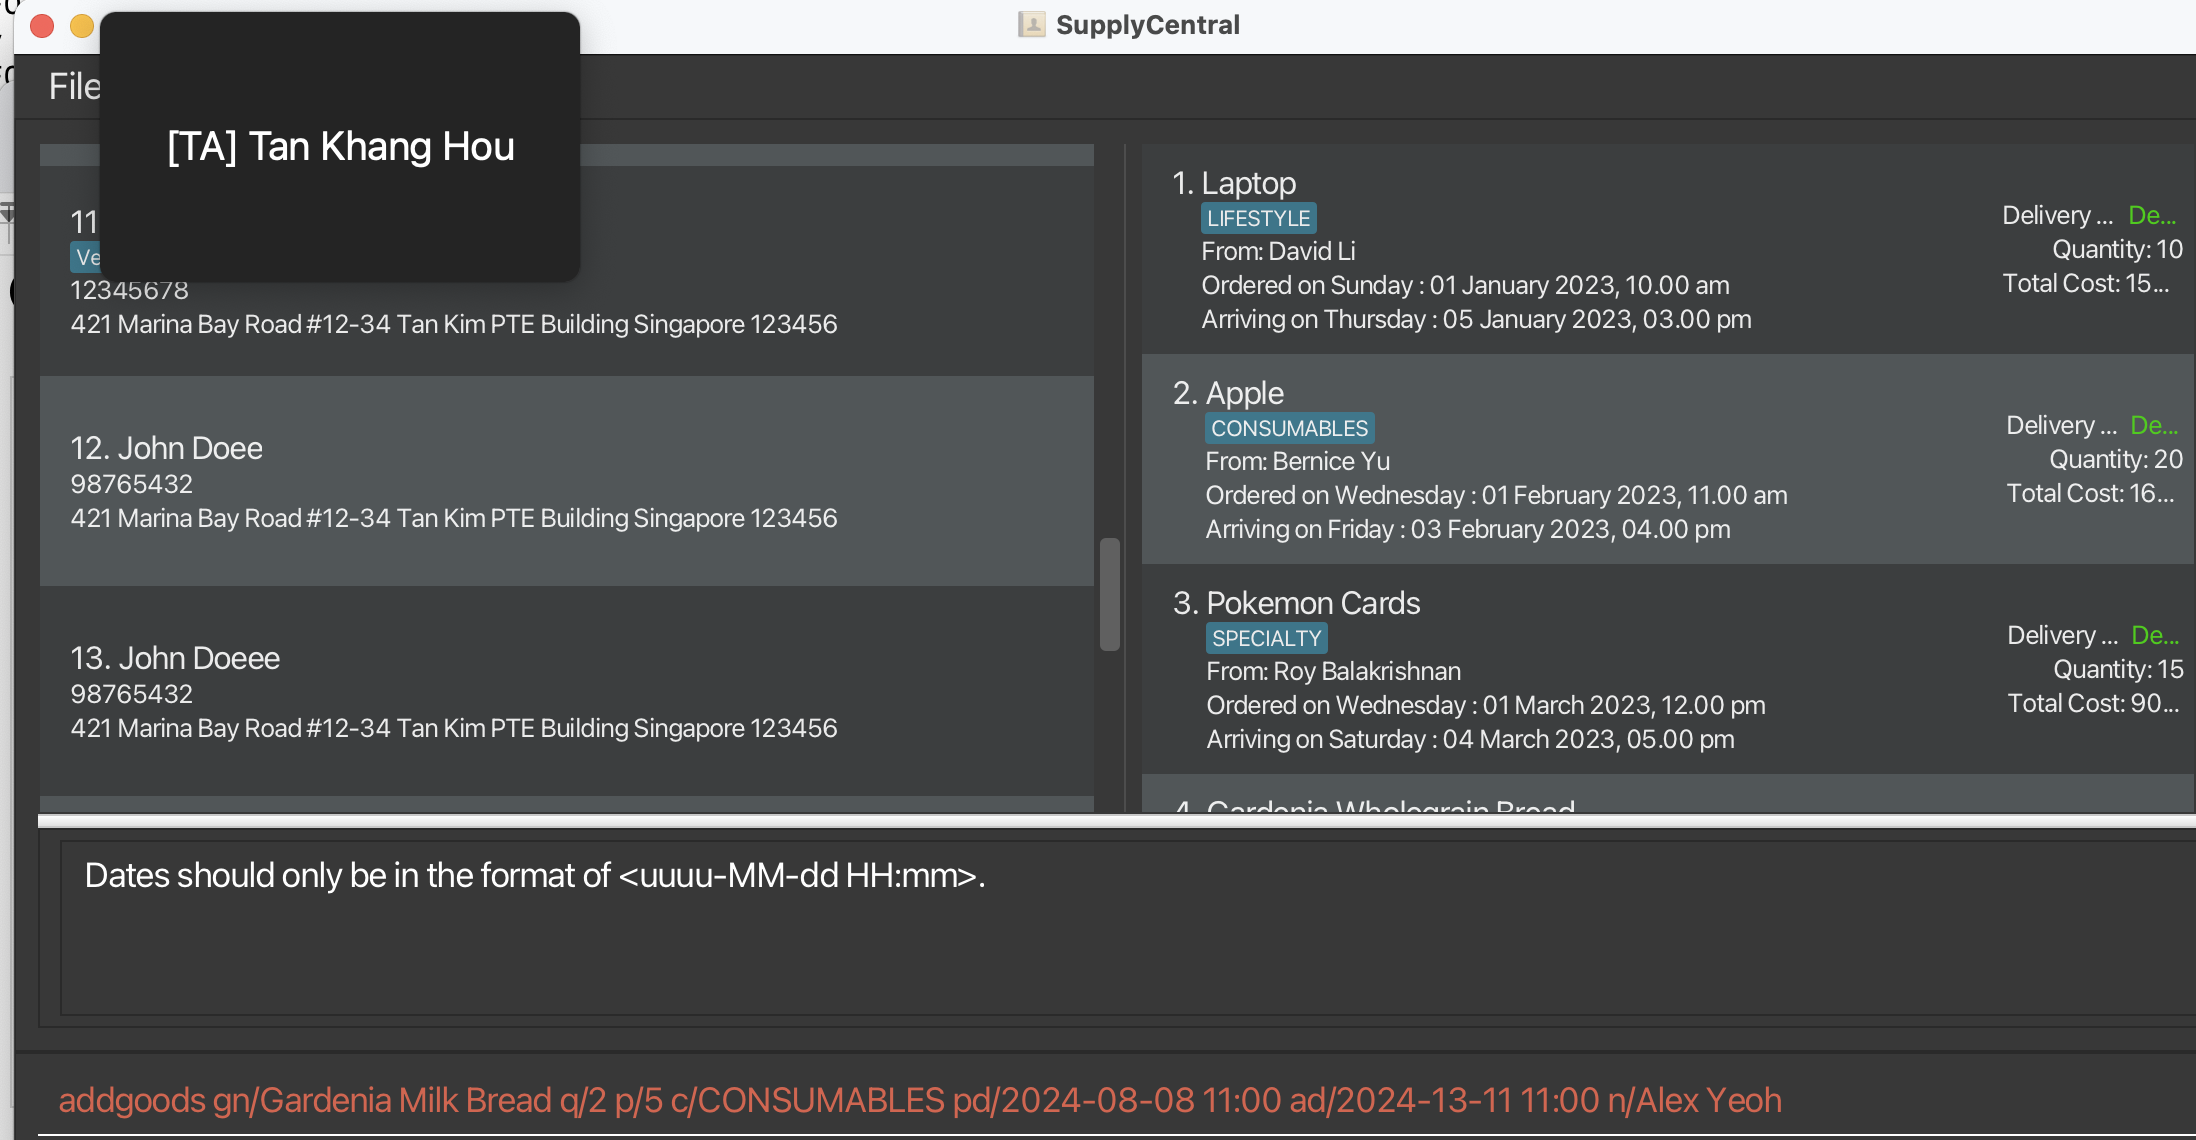 SupplyCentral
File
[TA] Tan Khang Hou
11
Ve
12345678
421 Marina Bay Road #12-34 Tan Kim PTE Building Singapore 123456
12. John Doee
98765432
421 Marina Bay Road #12-34 Tan Kim PTE Building Singapore 123456
13. John Doeee
98765432
421 Marina Bay Road #12-34 Tan Kim PTE Building Singapore 123456
1. Laptop
LIFESTYLE
From: David Li
Ordered on Sunday : 01 January 2023, 10.00 am
Arriving on Thursday : 05 January 2023, 03.00 pm
Delivery ... De...
Quantity: 10
Total Cost: 15...
2. Apple
CONSUMABLES
From: Bernice Yu
Ordered on Wednesday : 01 February 2023, 11.00 am
Arriving on Friday : 03 February 2023, 04.00 pm
Delivery ... De...
Quantity: 20
Total Cost: 16...
3. Pokemon Cards
SPECIALTY
From: Roy Balakrishnan
Ordered on Wednesday : 01 March 2023, 12.00 pm
Arriving on Saturday : 04 March 2023, 05.00 pm
Delivery ... De...
Quantity: 15
Total Cost: 90...
4. Gardenia Wholegrain Bread
Dates should only be in the format of <uuuu-MM-dd HH:mm>.
addgoods gn/Gardenia Milk Bread q/2 p/5 c/CONSUMABLES pd/2024-08-08 11:00 ad/2024-13-11 11:00 n/Alex Yeoh